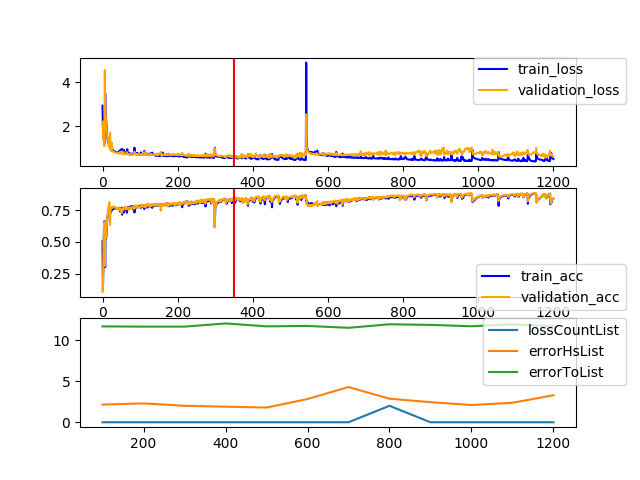 train_loss
validation_loss
4
2
0 200 400 600 800 1000 1200
0.75
0.50
0.25
train_acc
validation_acc
0 200 400 600 800 1000 1200
lossCountList
errorHsList
errorToList
10
5
0
200 400 600 800 1000 1200